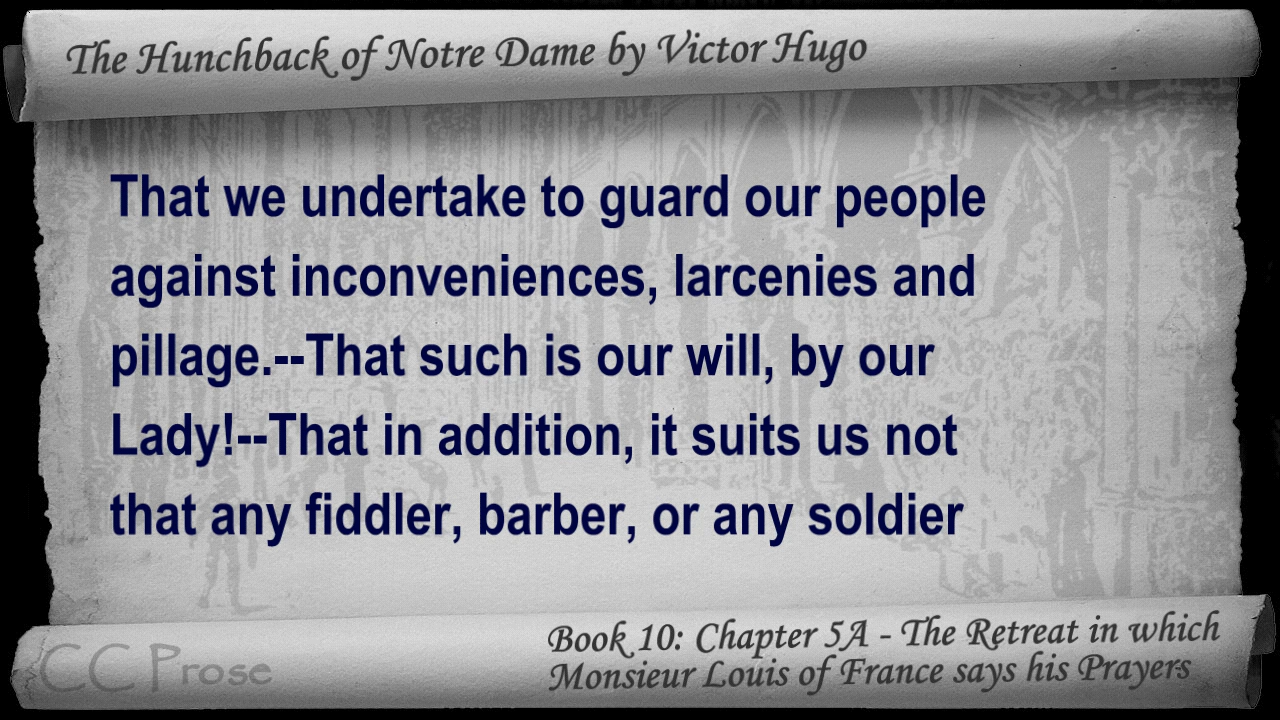 The Hunchback of Notre Dame by Victor Hugo
That we undertake to guard our people
against inconveniences, larcenies and
pillage.--That such is our will, by our
Lady!--That in addition, it suits us not
that any fiddler, barber, or any soldier
Book 10: Chapter 5A - The Retreat in which
Monsieur Louis of France says his Prayers
CC Prose